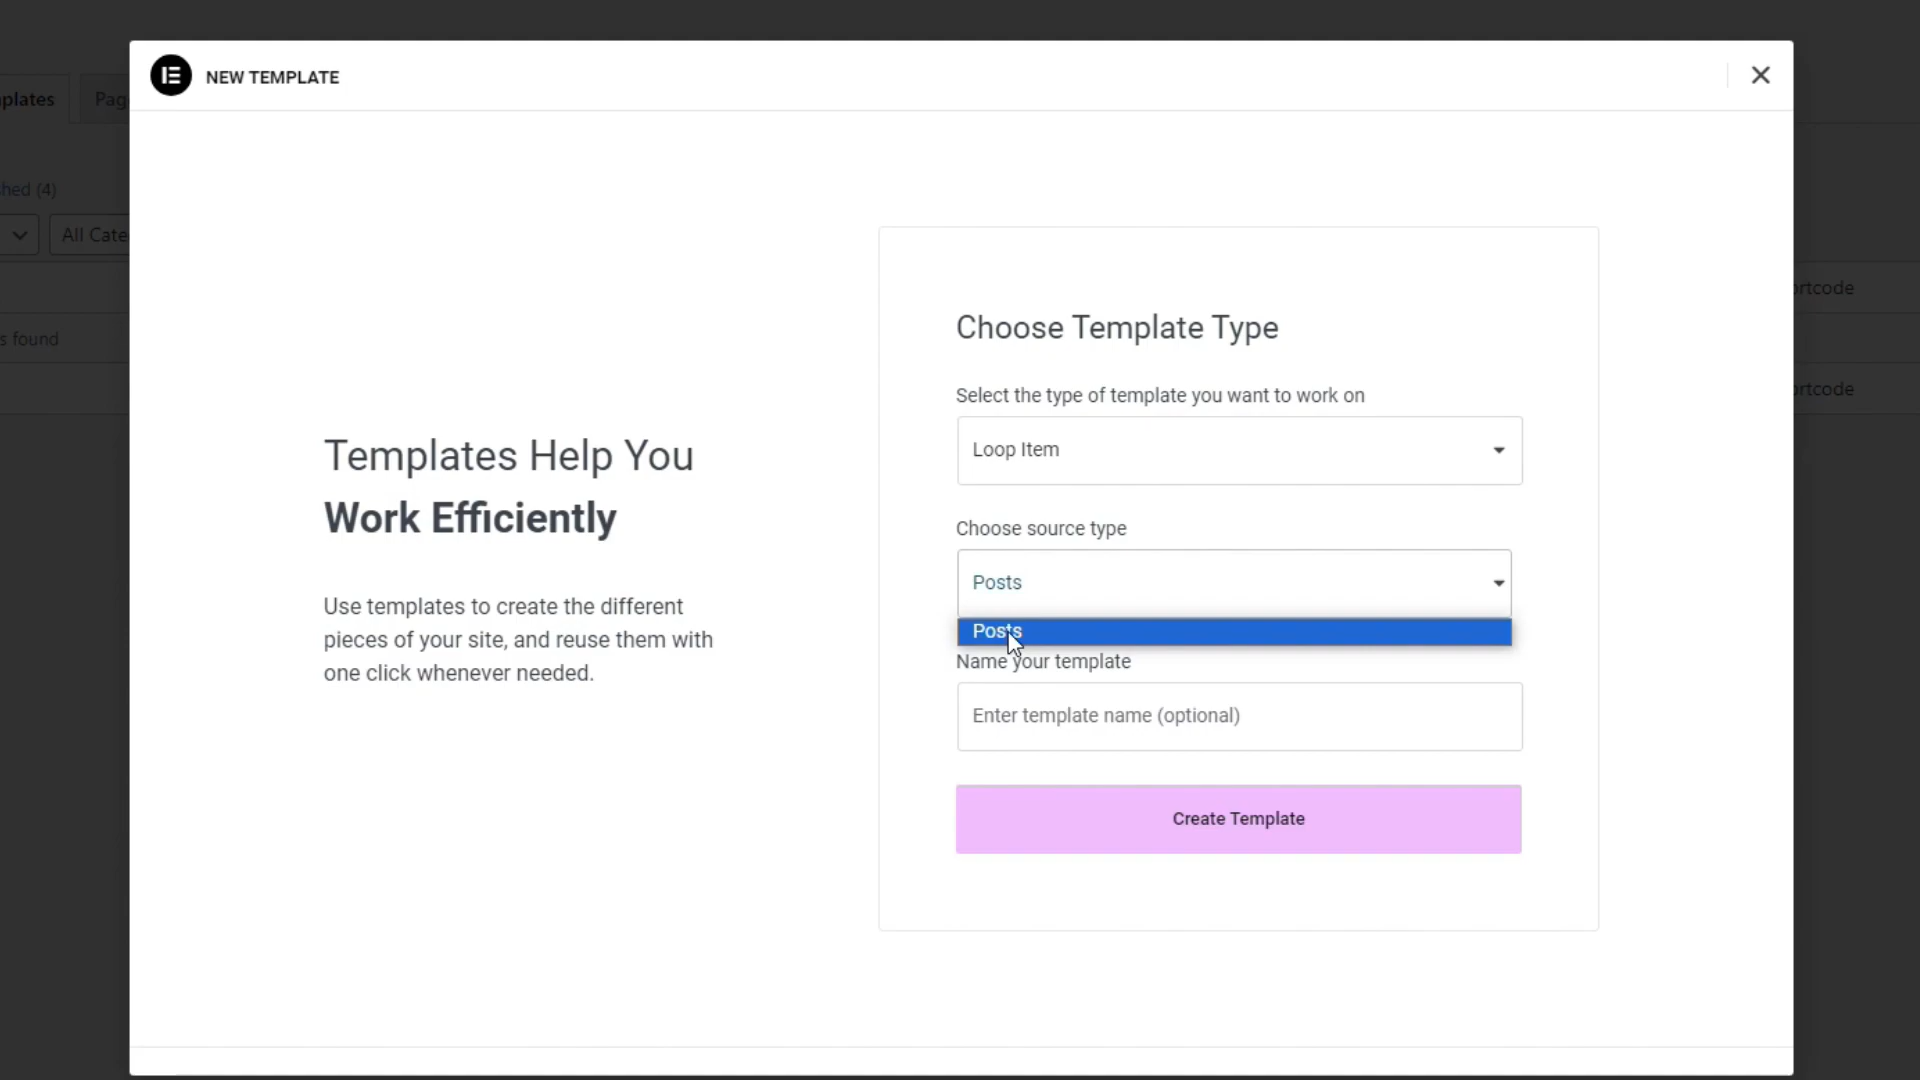 NEW TEMPLATE
plates
Pag
hed (4)
All Cate
rtcode
s found
rtcode
Templates Help You
Work Efficiently
Use templates to create the different
pieces of your site, and reuse them with
one click whenever needed.
Choose Template Type
Select the type of template you want to work on
Loop Item
Choose source type
Posts
Posts
Name your template
Enter template name (optional)
Create Template